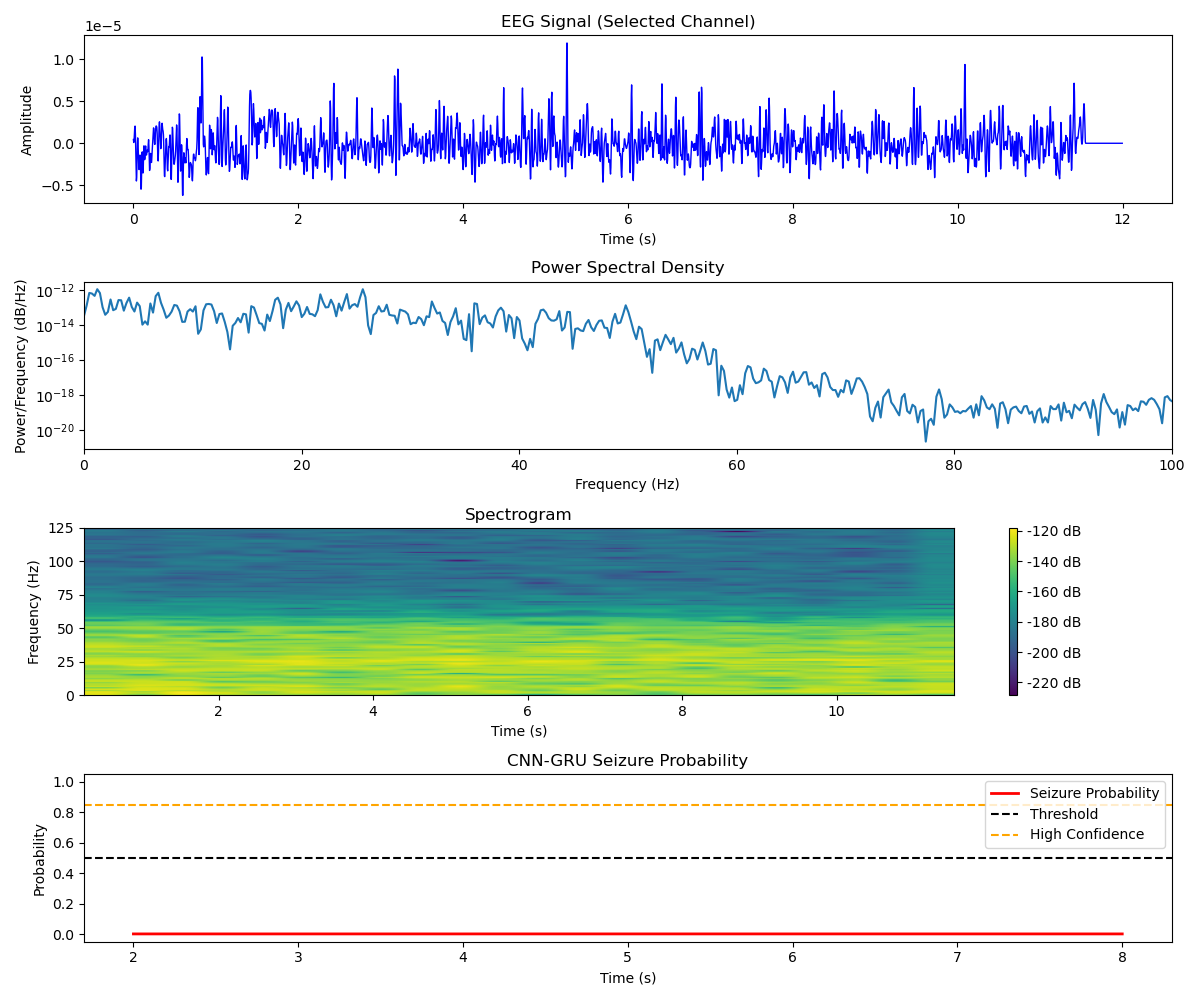 EEG Signal (Selected Channel)
1e−5
1.0
0.5
0.0
−0.5
Amplitude
0 2 4 6 8 10 12
Time (s)
Power Spectral Density
10⁻¹²
10⁻¹⁴
10⁻¹⁶
10⁻¹⁸
10⁻²⁰
Power/Frequency (dB/Hz)
0 20 40 60 80 100
Frequency (Hz)
Spectrogram
125
100
75
50
25
0
Frequency (Hz)
2 4 6 8 10
Time (s)
-120 dB
-140 dB
-160 dB
-180 dB
-200 dB
-220 dB
CNN-GRU Seizure Probability
1.0
0.8
0.6
0.4
0.2
0.0
Probability
Seizure Probability
Threshold
High Confidence
2 3 4 5 6 7 8
Time (s)